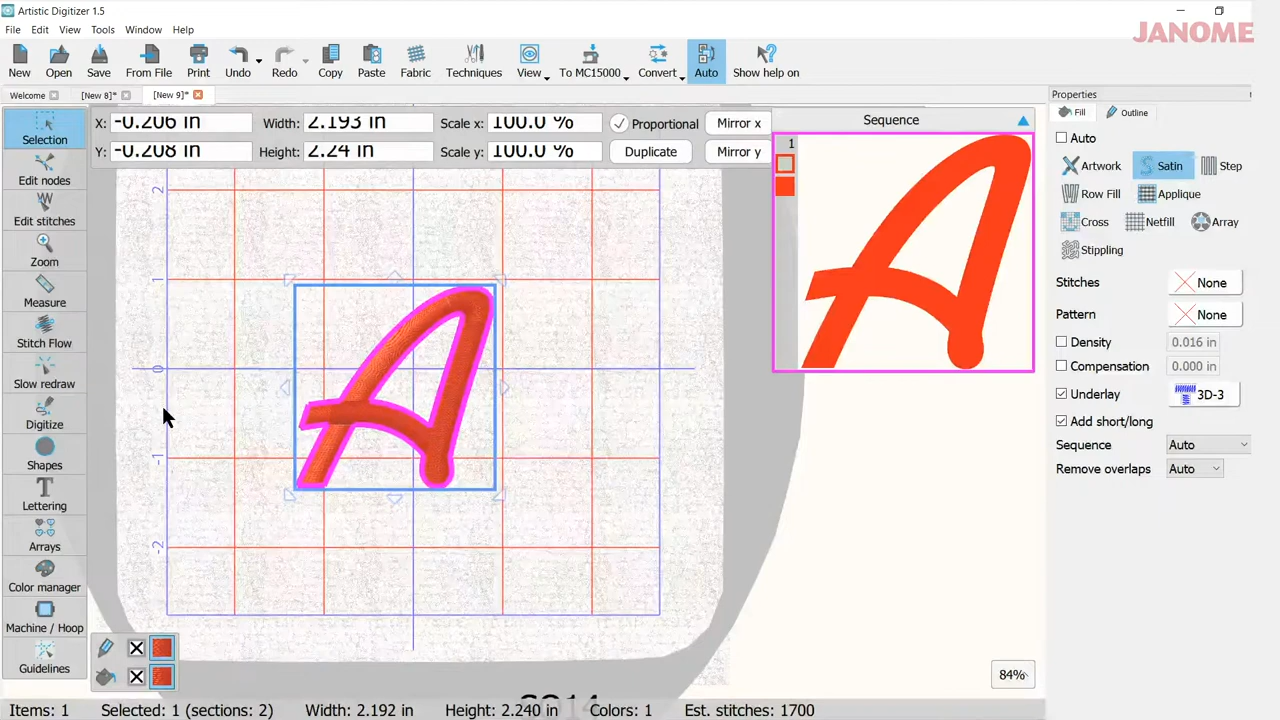 Artistic Digitizer 1.5
File Edit View Tools Window Help
JANOME
New Open Save From File Print Undo Redo Copy Paste Fabric Techniques View To MC15000 Convert Auto Show help on
Welcome [New 8]* [New 9]*
Properties
Fill Outline
X: -0.206 in Width: 2.193 in Scale x: 100.0 % Proportional Mirror x
Y: -0.208 in Height: 2.24 in Scale y: 100.0 % Duplicate Mirror y
Sequence
1
Auto
Artwork Satin Step
Row Fill Applique
Cross Netfill Array
Stippling
Stitches None
Pattern None
Density 0.016 in
Compensation 0.000 in
Underlay 3D-3
Add short/long
Sequence Auto
Remove overlaps Auto
Selection
Edit nodes
Edit stitches
Zoom
Measure
Stitch Flow
Slow redraw
Digitize
Shapes
Lettering
Arrays
Color manager
Machine / Hoop
Guidelines
2
1
0
-1
-2
A
A
SQ14
84%
Items: 1 Selected: 1 (sections: 2) Width: 2.192 in Height: 2.240 in Colors: 1 Est. stitches: 1700